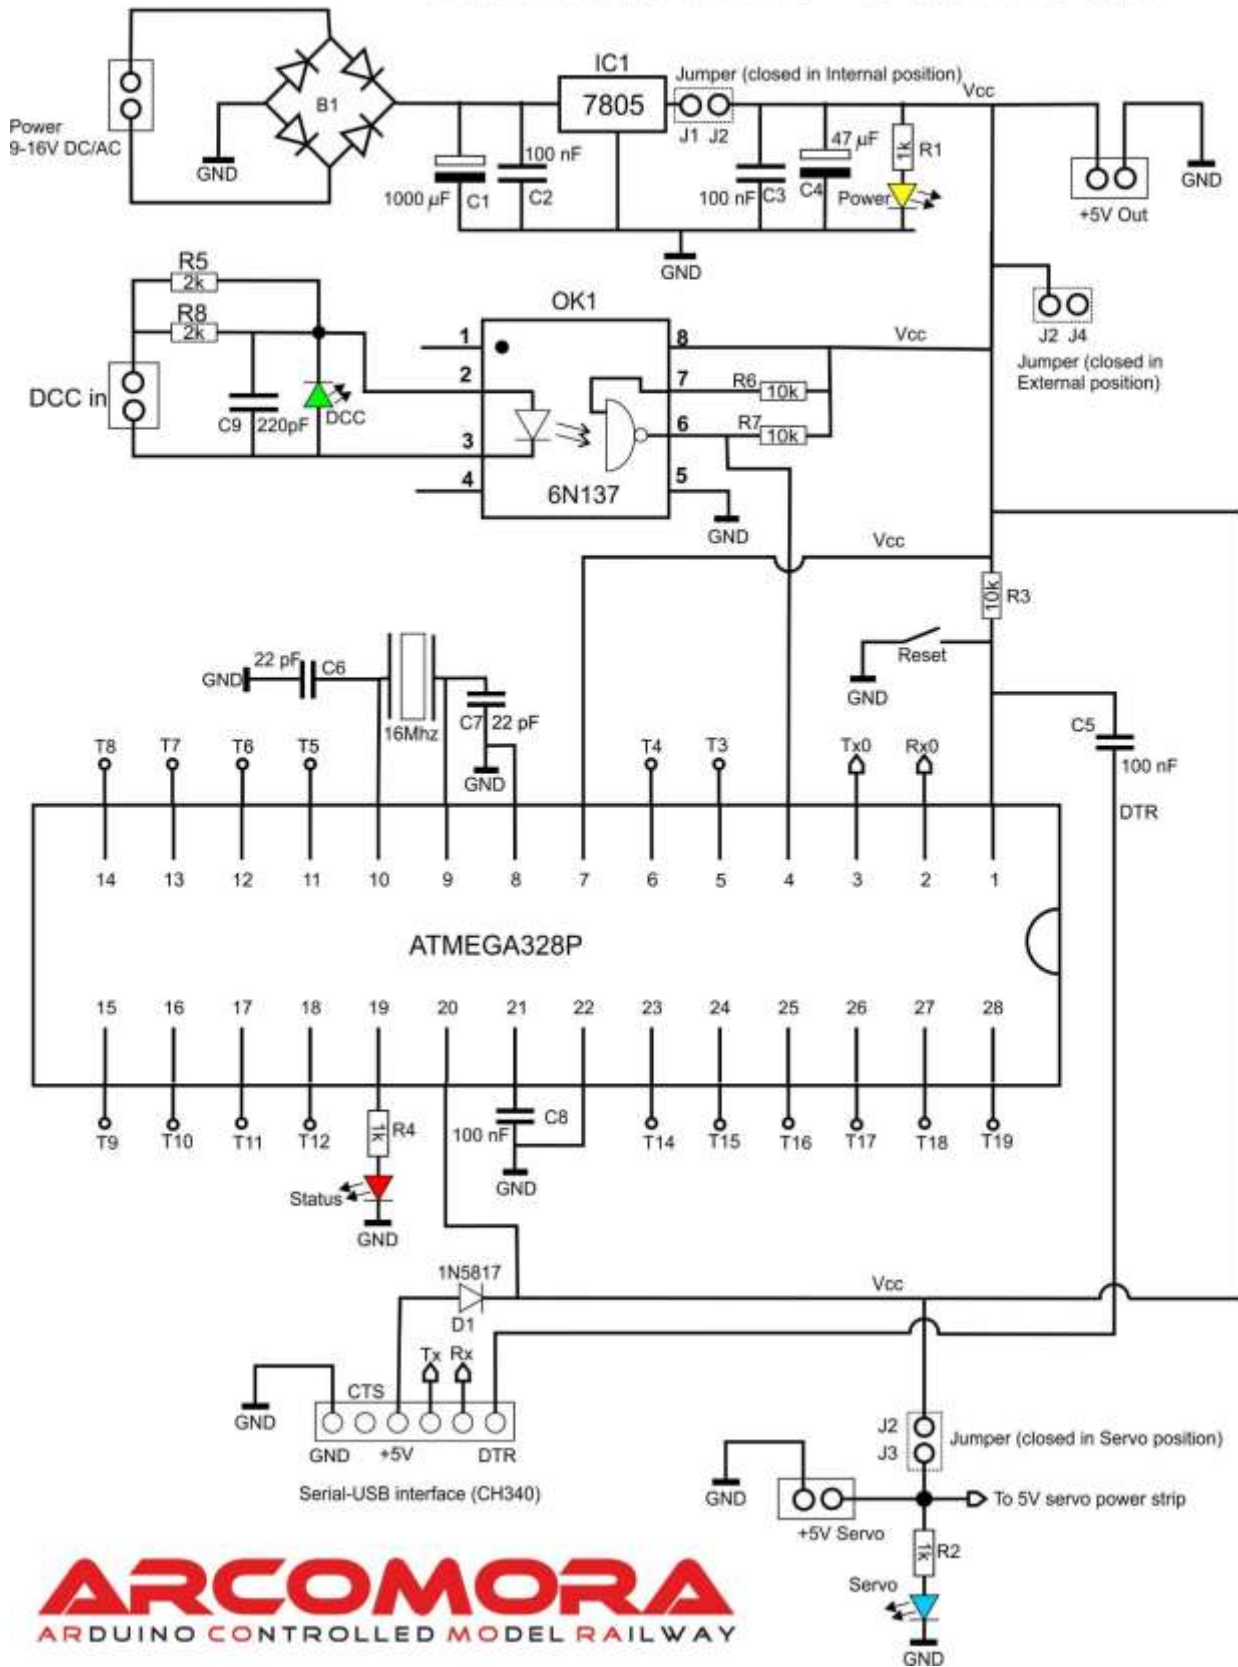 IC1
7805
Jumper (closed in Internal position)
Vcc
J1 J2
B1
Power
9-16V DC/AC
GND
1000 µF
C1
100 nF
C2
100 nF
C3
47 µF
C4
1k
R1
Power
GND
+5V Out
GND
R5
2k
R8
2k
DCC in
C9
220pF
DCC
OK1
1
2
3
4
8
7
6
5
6N137
R6
10k
R7
10k
GND
Vcc
J2 J4
Jumper (closed in
External position)
Vcc
10k
R3
Reset
GND
C5
100 nF
DTR
22 pF
C6
GND
16Mhz
C7
22 pF
GND
T8
T7
T6
T5
T4
T3
Tx0
Rx0
14
13
12
11
10
9
8
7
6
5
4
3
2
1
ATMEGA328P
15
16
17
18
19
20
21
22
23
24
25
26
27
28
T9
T10
T11
T12
1k
R4
100 nF
C8
T14
T15
T16
T17
T18
T19
Status
GND
GND
1N5817
D1
Vcc
Tx
Rx
CTS
GND
GND
+5V
DTR
Serial-USB interface (CH340)
J2
J3
Jumper (closed in Servo position)
GND
+5V Servo
To 5V servo power strip
1k
R2
Servo
GND
ARCOMORA
ARDUINO CONTROLLED MODEL RAILWAY